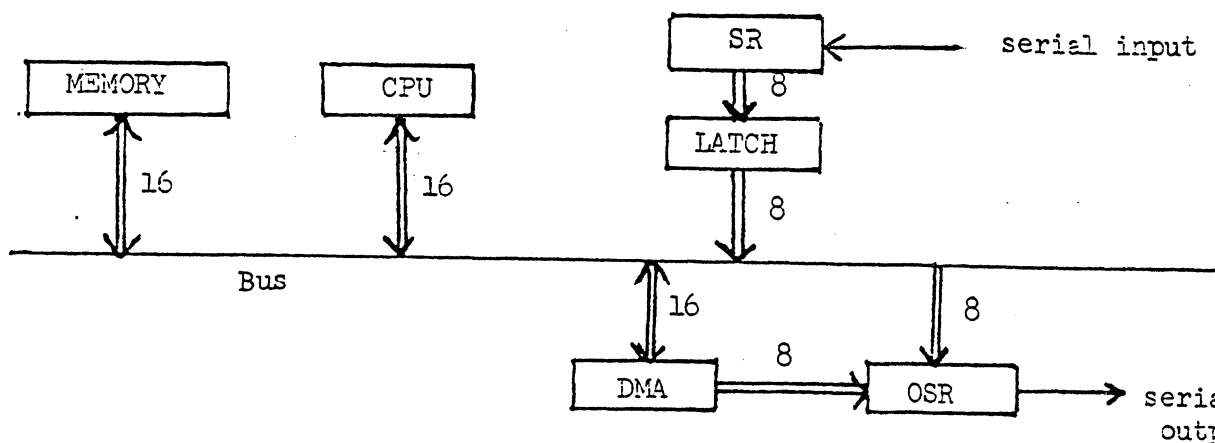 SR
serial input
MEMORY
CPU
8
LATCH
16
16
8
Bus
16
8
8
DMA
OSR